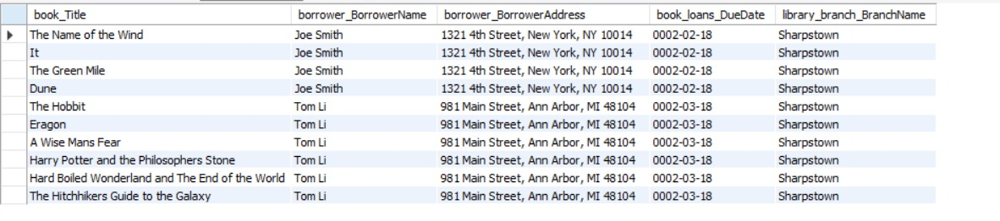 book_Title borrower_BorrowerName borrower_BorrowerAddress book_loans_DueDate library_branch_BranchName
The Name of the Wind Joe Smith 1321 4th Street, New York, NY 10014 0002-02-18 Sharpstown
It Joe Smith 1321 4th Street, New York, NY 10014 0002-02-18 Sharpstown
The Green Mile Joe Smith 1321 4th Street, New York, NY 10014 0002-02-18 Sharpstown
Dune Joe Smith 1321 4th Street, New York, NY 10014 0002-02-18 Sharpstown
The Hobbit Tom Li 981 Main Street, Ann Arbor, MI 48104 0002-03-18 Sharpstown
Eragon Tom Li 981 Main Street, Ann Arbor, MI 48104 0002-03-18 Sharpstown
A Wise Mans Fear Tom Li 981 Main Street, Ann Arbor, MI 48104 0002-03-18 Sharpstown
Harry Potter and the Philosophers Stone Tom Li 981 Main Street, Ann Arbor, MI 48104 0002-03-18 Sharpstown
Hard Boiled Wonderland and The End of the World Tom Li 981 Main Street, Ann Arbor, MI 48104 0002-03-18 Sharpstown
The Hitchhikers Guide to the Galaxy Tom Li 981 Main Street, Ann Arbor, MI 48104 0002-03-18 Sharpstown